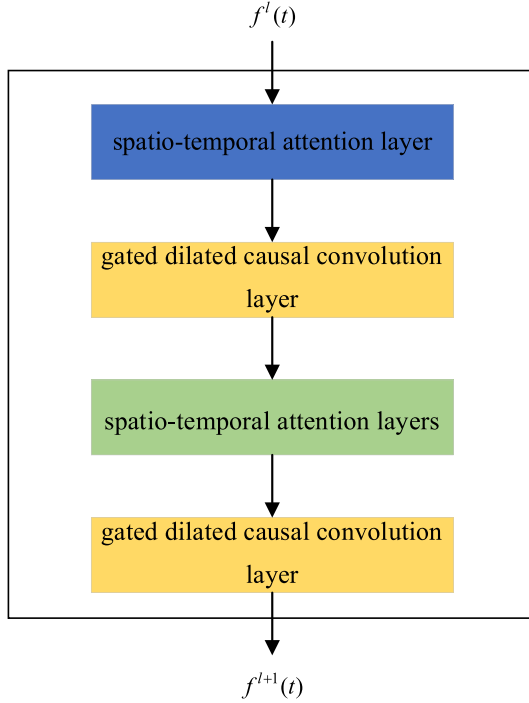 f^l(t)
spatio-temporal attention layer
gated dilated causal convolution
layer
spatio-temporal attention layers
gated dilated causal convolution
layer
f^{l+1}(t)